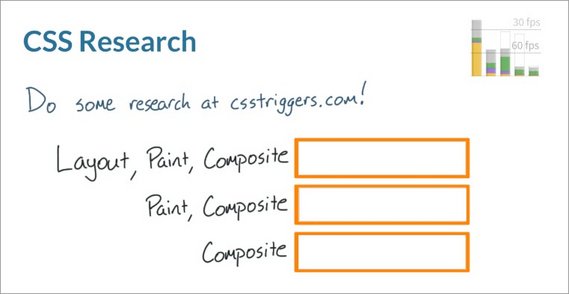 CSS Research
30 fps
60 fps
Do some research at csstriggers.com!
Layout, Paint, Composite
Paint, Composite
Composite